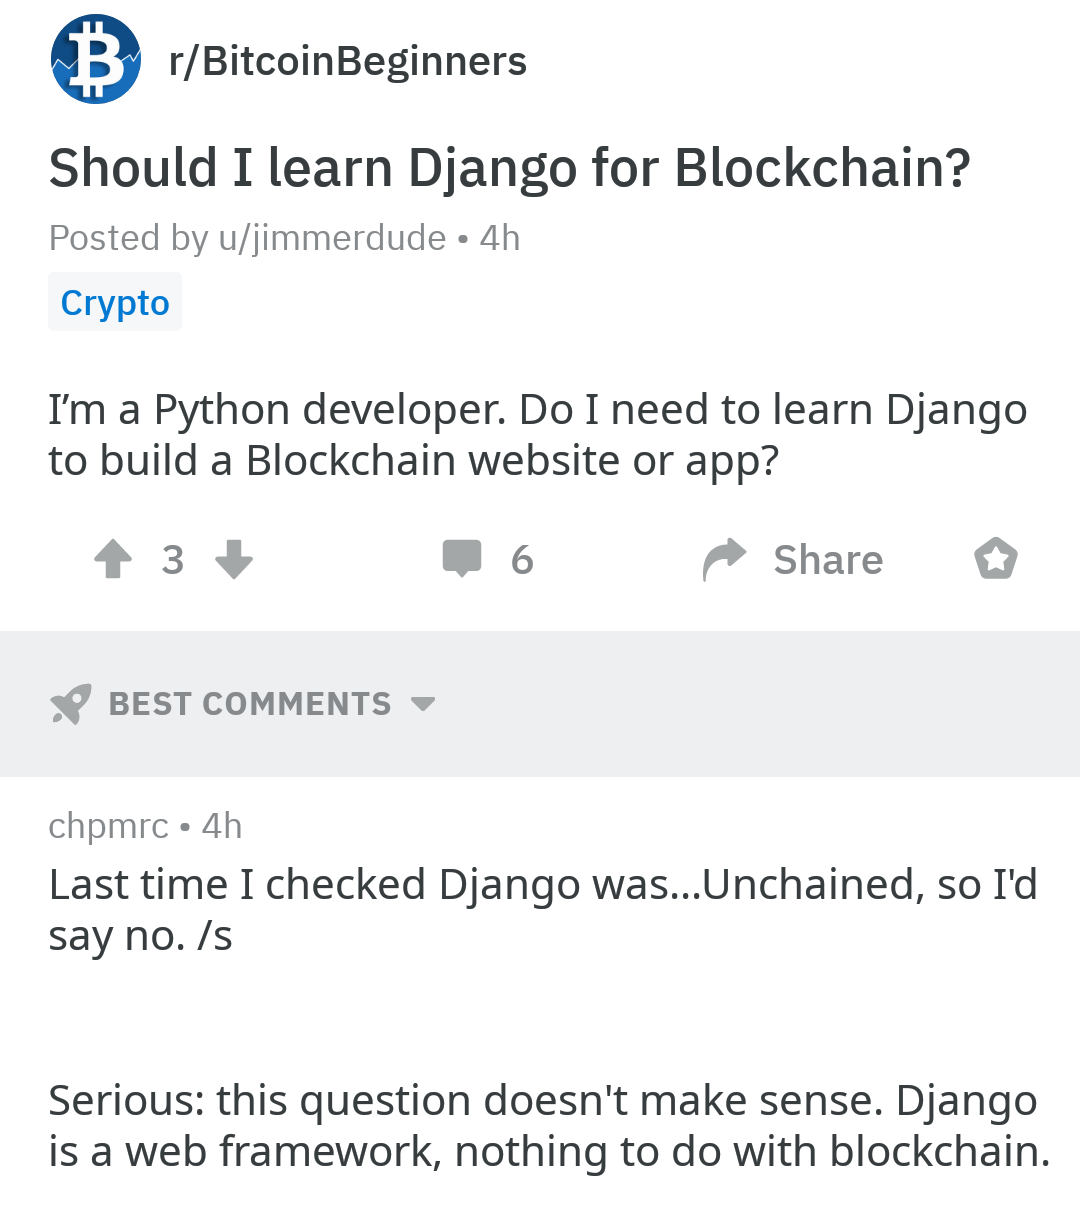 r/BitcoinBeginners
Should I learn Django for Blockchain?
Posted by u/jimmerdude • 4h
Crypto
I’m a Python developer. Do I need to learn Django
to build a Blockchain website or app?
3 6 Share
BEST COMMENTS
chpmrc • 4h
Last time I checked Django was...Unchained, so I'd
say no. /s
Serious: this question doesn't make sense. Django
is a web framework, nothing to do with blockchain.